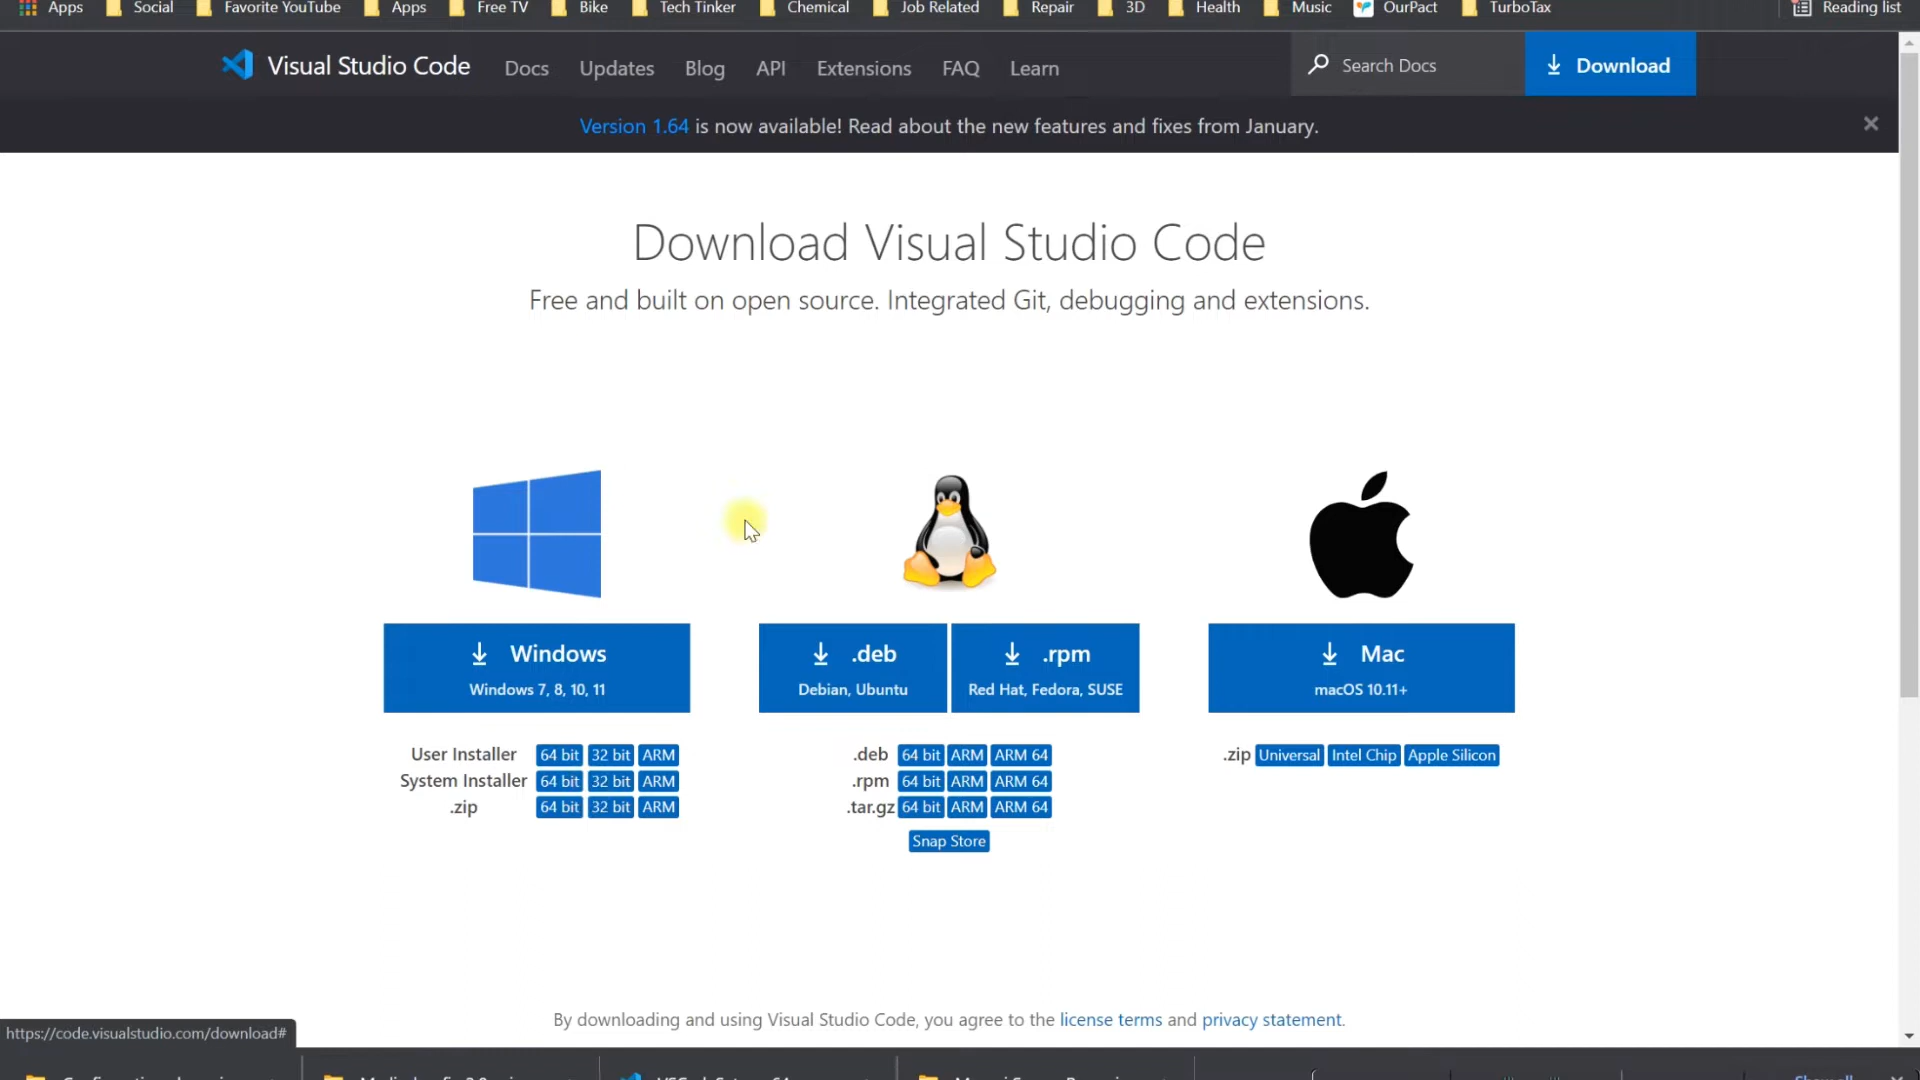 Apps Social Favorite YouTube Apps Free TV Bike Tech Tinker Chemical Job Related Repair 3D Health Music OurPact TurboTax Reading list
Visual Studio Code Docs Updates Blog API Extensions FAQ Learn Search Docs Download
Version 1.64 is now available! Read about the new features and fixes from January.
Download Visual Studio Code
Free and built on open source. Integrated Git, debugging and extensions.
Windows
Windows 7, 8, 10, 11
User Installer 64 bit 32 bit ARM
System Installer 64 bit 32 bit ARM
.zip 64 bit 32 bit ARM
.deb
Debian, Ubuntu
.rpm
Red Hat, Fedora, SUSE
.deb 64 bit ARM ARM 64
.rpm 64 bit ARM ARM 64
.tar.gz 64 bit ARM ARM 64
Snap Store
Mac
macOS 10.11+
.zip Universal Intel Chip Apple Silicon
By downloading and using Visual Studio Code, you agree to the license terms and privacy statement.
https://code.visualstudio.com/download#
Show all